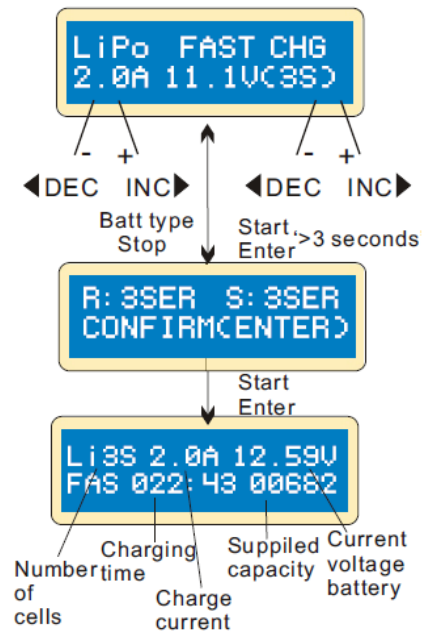 LiPo FAST CHG
2.0A 11.1V(3S)
- +
◀DEC INC▶
- +
◀DEC INC▶
Batt type
Stop
Start
Enter
'>3 seconds'
R:3SER S:3SER
CONFIRM(ENTER)
Start
Enter
Li3S 2.0A 12.59V
FAS 022:43 00682
Number
of
cells
Charging
time
Charge
current
Suppiled
capacity
Current
voltage
battery